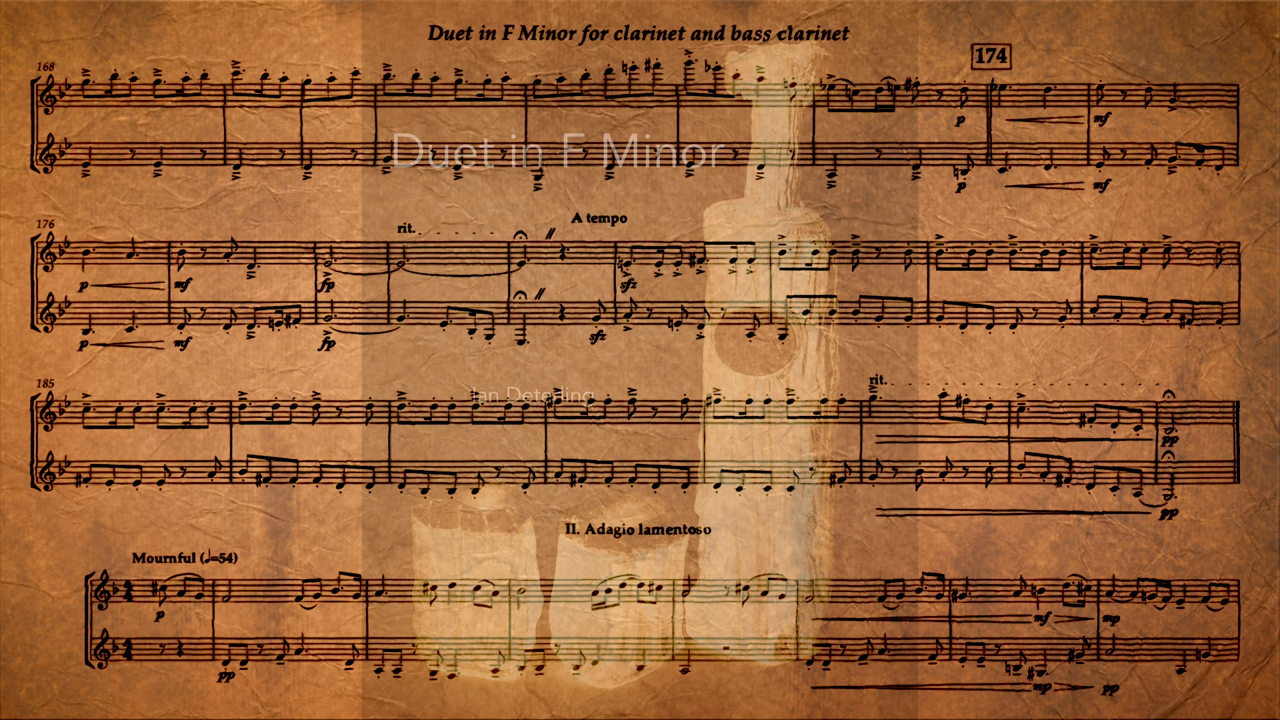 Duet in F Minor for clarinet and bass clarinet
174
168
Duet in F Minor
p mf
p mf
176
rit.
A tempo
p mf fp sfz
p mf fp sfz
185
Ian Deterling
rit.
pp
pp
II. Adagio lamentoso
Mournful (♩=54)
p mf mp
pp mp pp